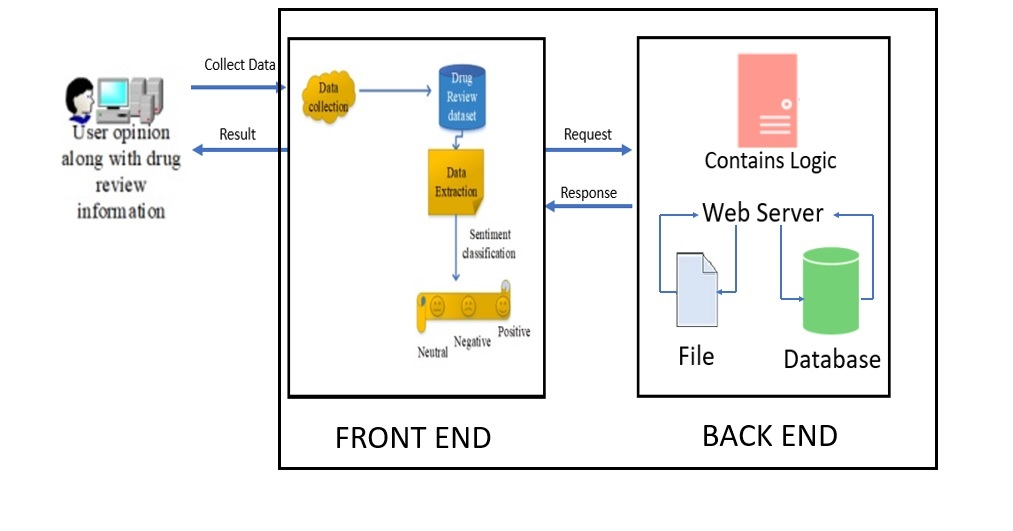 Collect Data
Result
User opinion
along with drug
review
information
Data
collection
Drug
Review
dataset
Data
Extraction
Sentiment
classification
Neutral
Negative
Positive
FRONT END
Request
Response
Contains Logic
Web Server
File
Database
BACK END